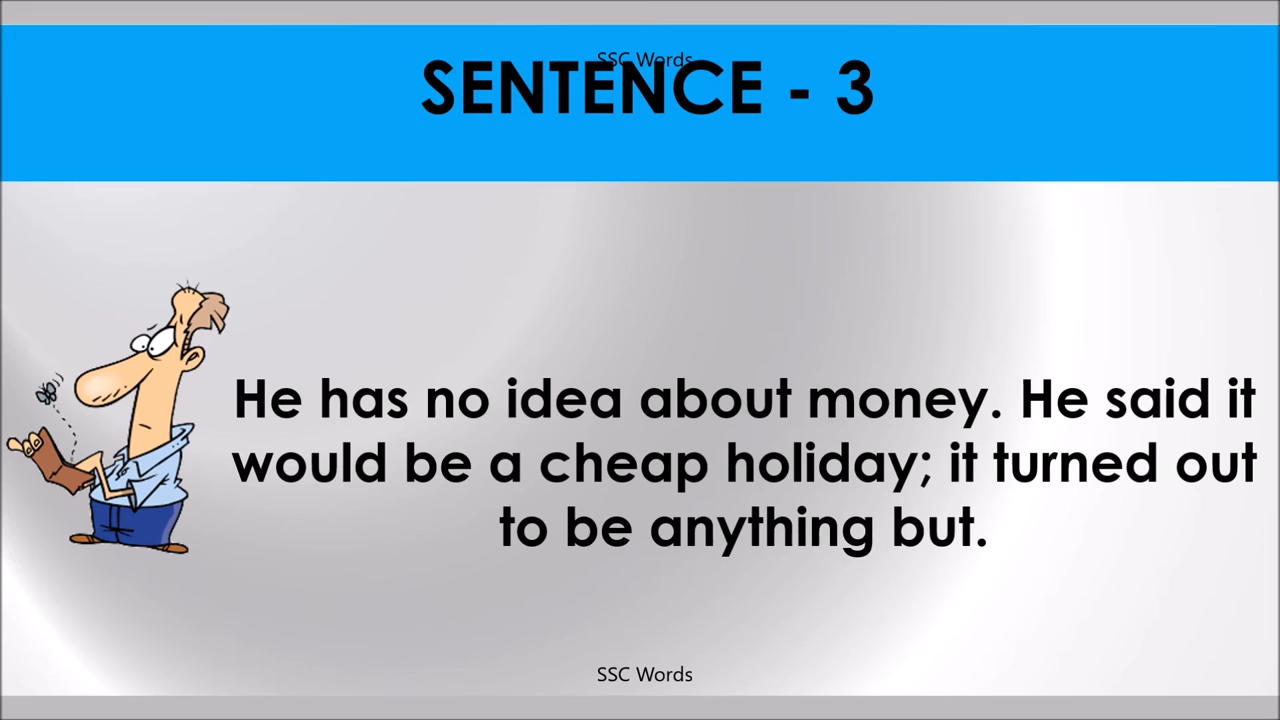 SSC Words
SENTENCE - 3
He has no idea about money. He said it
would be a cheap holiday; it turned out
to be anything but.
SSC Words